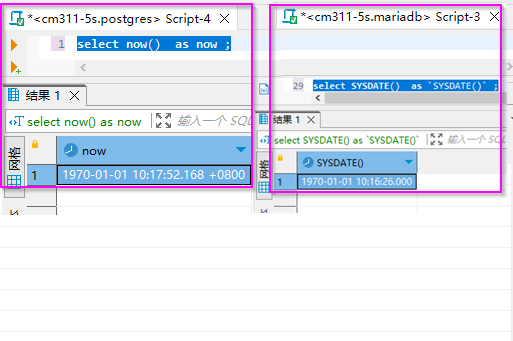 *<cm311-5s.postgres> Script-4
1 select now() as now ;
结果 1
select now() as now 输入一个 SQL
网格
now
1 1970-01-01 10:17:52.168 +0800
*<cm311-5s.mariadb> Script-3
29 select SYSDATE() as `SYSDATE()` ;
结果 1
select SYSDATE() as `SYSDATE()` 输入一个 SQ
网格
SYSDATE()
1 1970-01-01 10:16:26.000